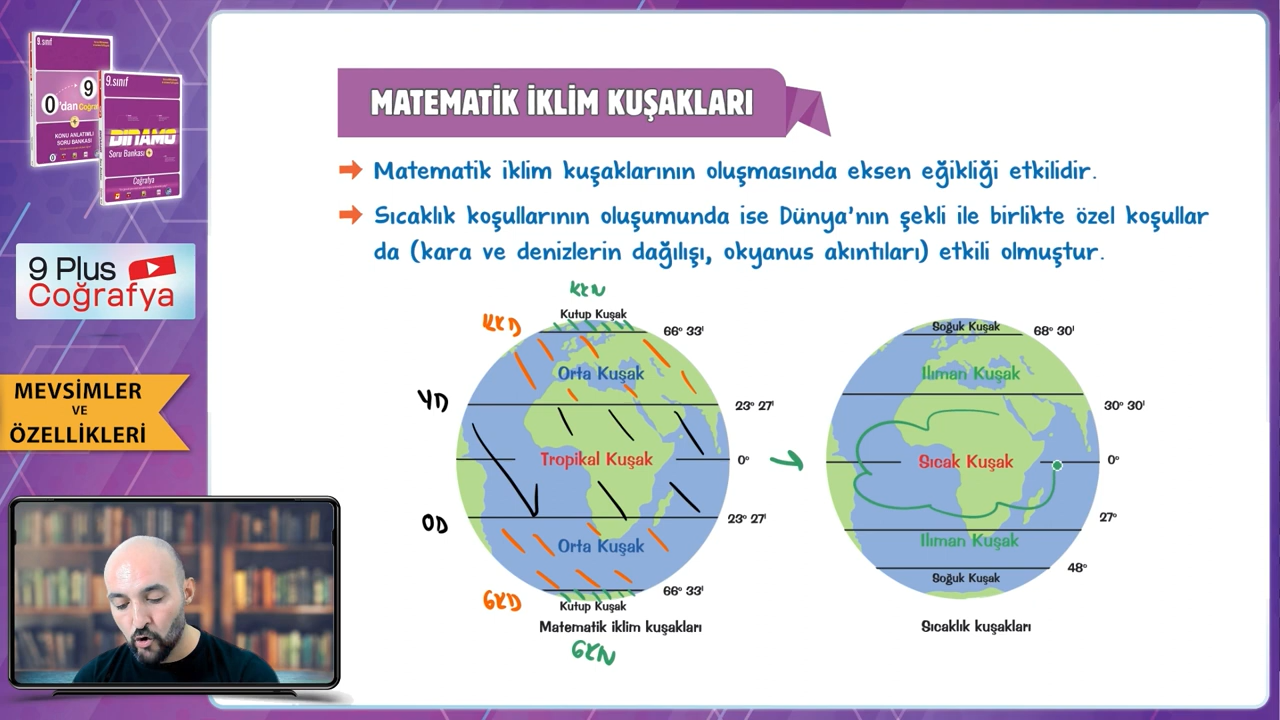 9.sınıf
0'dan 9
KONU ANLATIMLI
SORU BANKASI
9.sınıf
DİNAMO
Soru Bankası
Coğrafya
9 Plus
Coğrafya
MEVSİMLER
VE
ÖZELLİKLERİ
MATEMATİK İKLİM KUŞAKLARI
Matematik iklim kuşaklarının oluşmasında eksen eğikliği etkilidir.
Sıcaklık koşullarının oluşumunda ise Dünya'nın şekli ile birlikte özel koşullar
da (kara ve denizlerin dağılışı, okyanus akıntıları) etkili olmuştur.
KKN
KKD
Kutup Kuşak
66° 33'
Orta Kuşak
YD
23° 27'
Tropikal Kuşak
0°
OD
23° 27'
Orta Kuşak
GKD
66° 33'
Kutup Kuşak
Matematik iklim kuşakları
GKN
Soğuk Kuşak
68° 30'
Ilıman Kuşak
30° 30'
Sıcak Kuşak
0°
27°
Ilıman Kuşak
48°
Soğuk Kuşak
Sıcaklık kuşakları